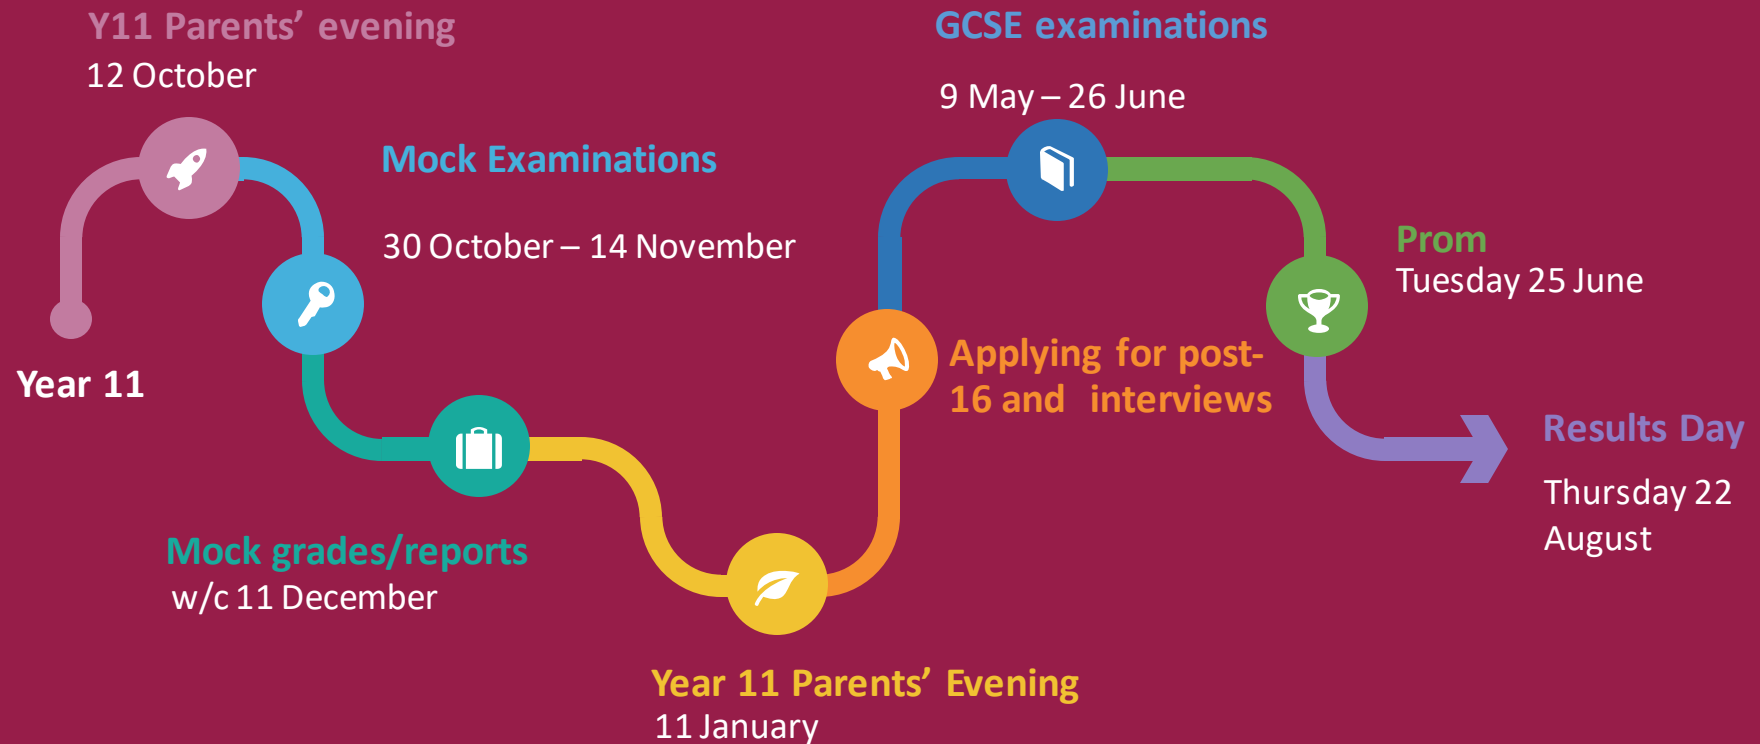 Y11 Parents’ evening
12 October
Mock Examinations
30 October – 14 November
Year 11
Mock grades/reports
w/c 11 December
Year 11 Parents’ Evening
11 January
Applying for post-
16 and interviews
GCSE examinations
9 May – 26 June
Prom
Tuesday 25 June
Results Day
Thursday 22
August